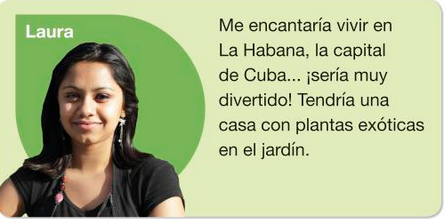 Laura
Me encantaría vivir en
La Habana, la capital
de Cuba... ¡sería muy
divertido! Tendría una
casa con plantas exóticas
en el jardín.